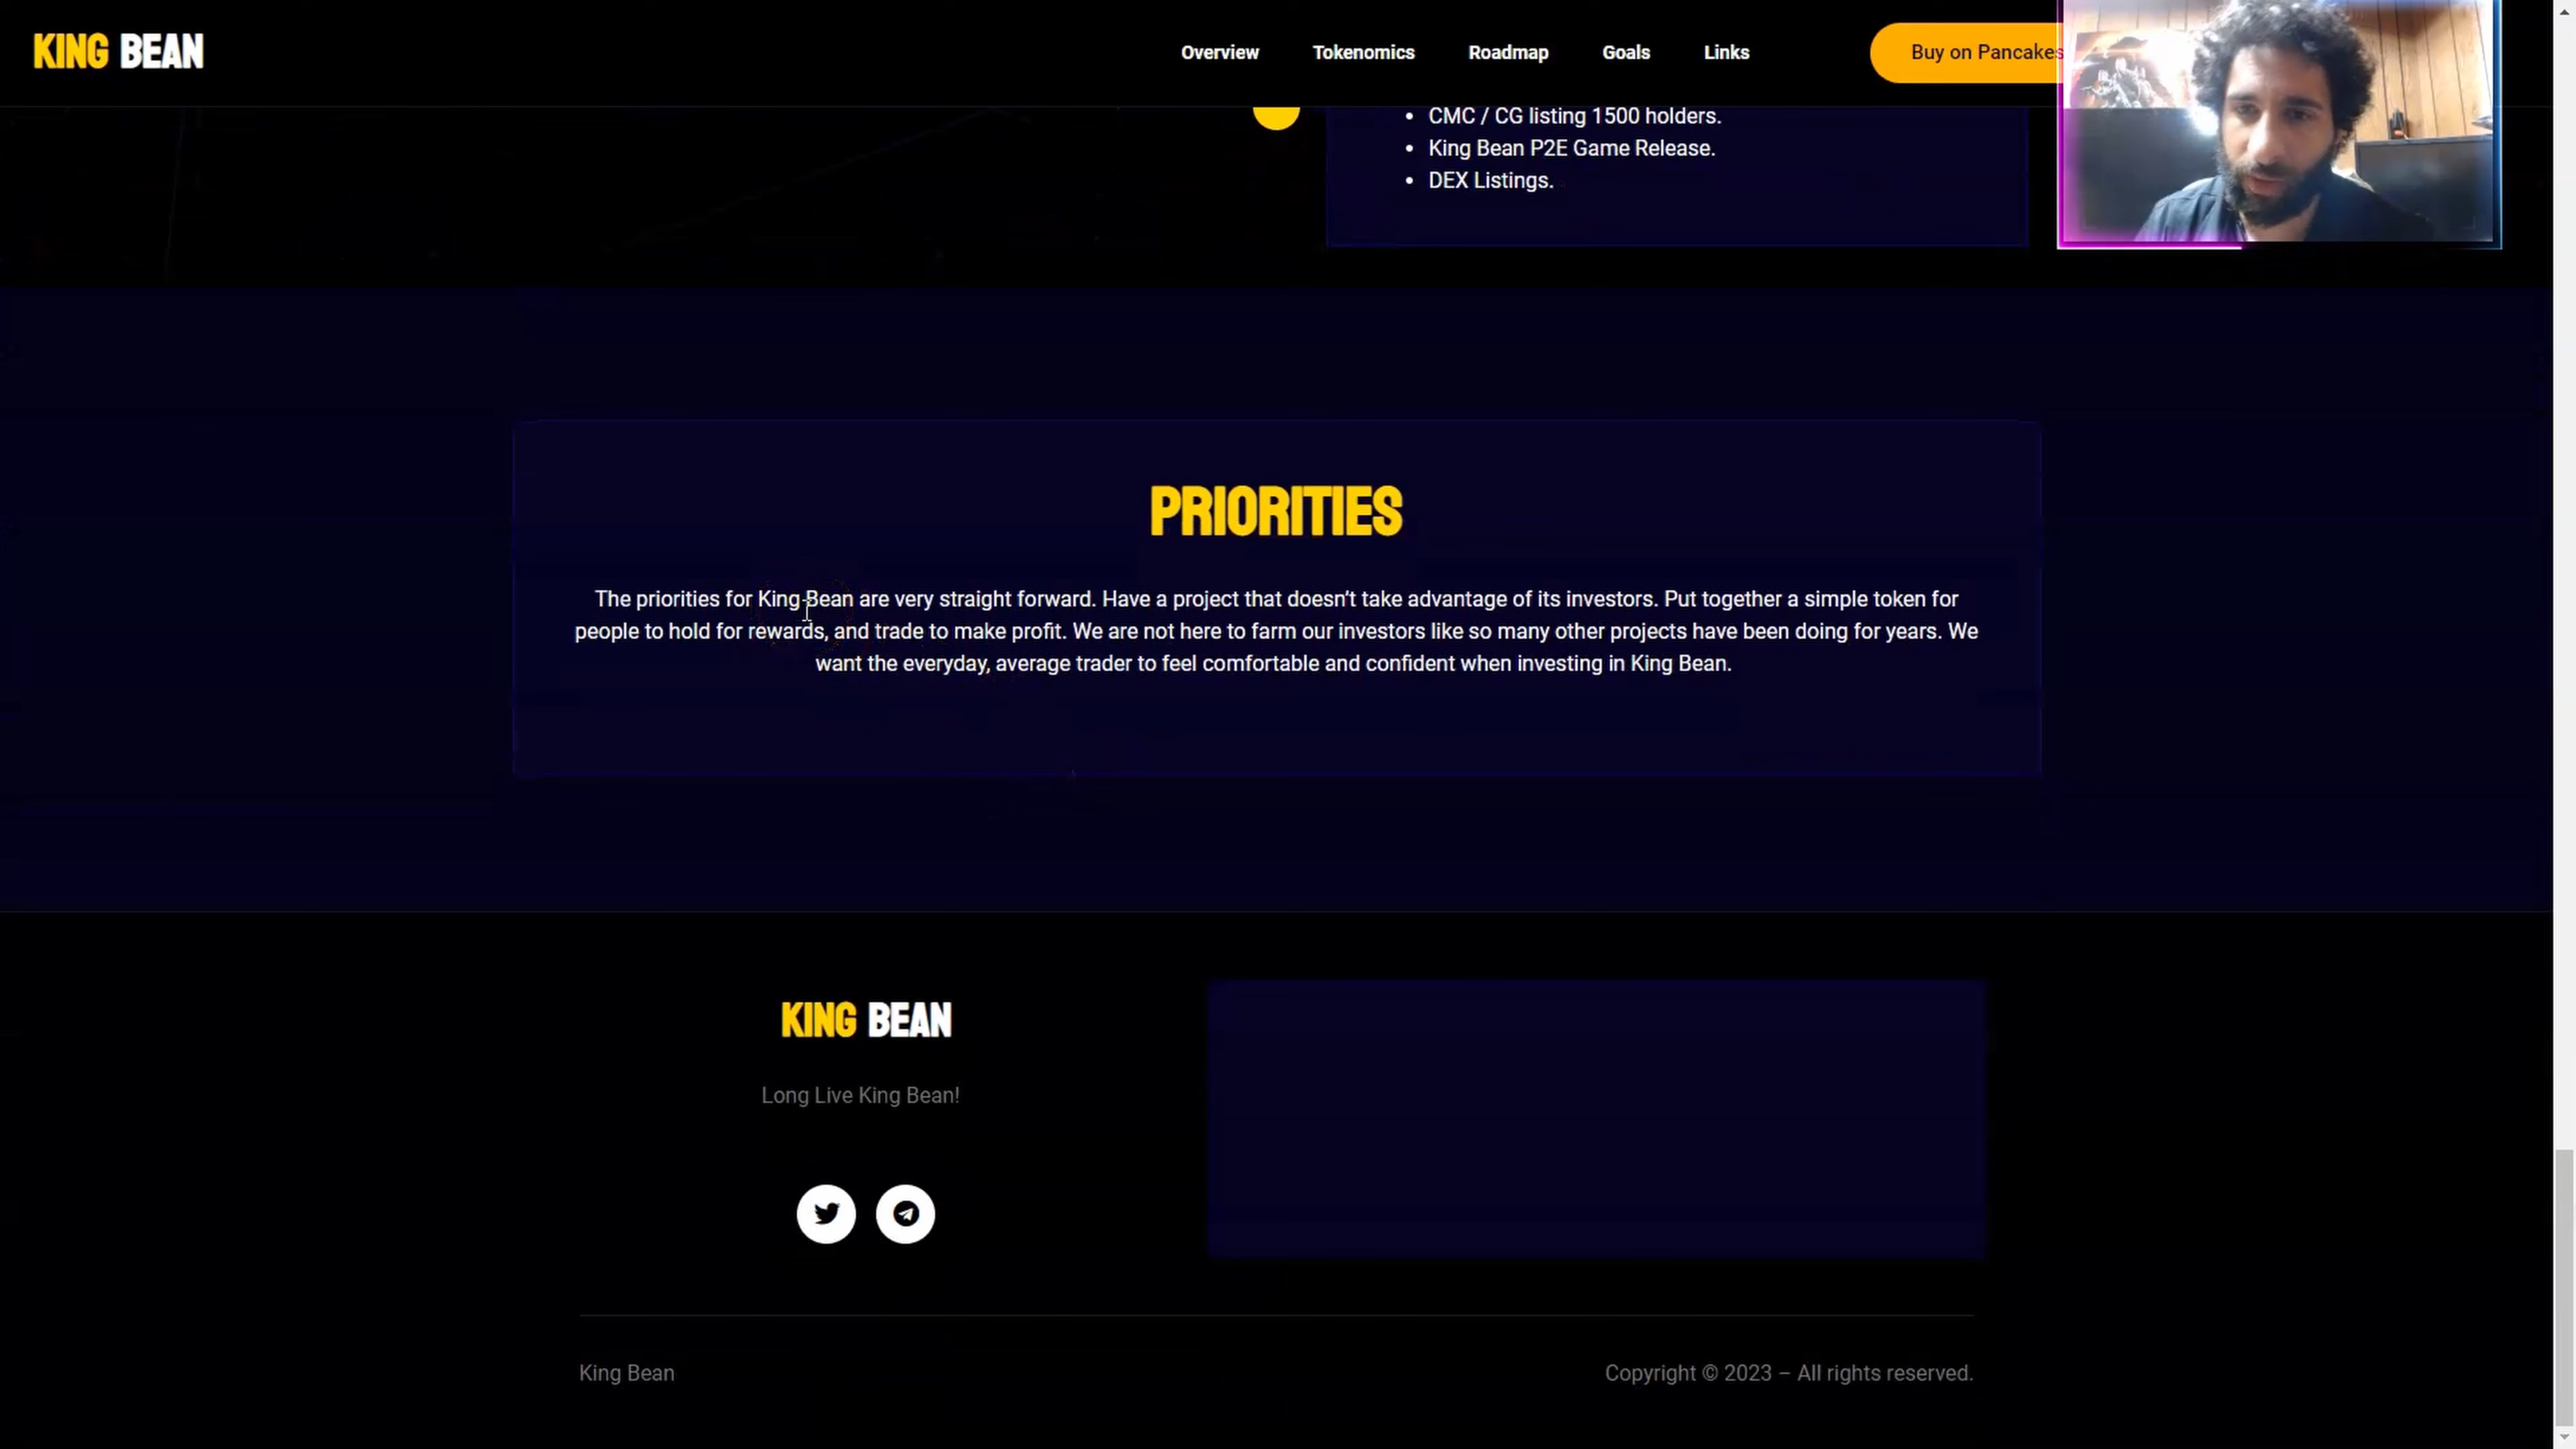 KING BEAN
Overview
Tokenomics
Roadmap
Goals
Links
Buy on
CMC / CG listing 1500 holders.
King Bean P2E Game Release.
DEX Listings.
PRIORITIES
The priorities for King Bean are very straight forward. Have a project that doesn't take advantage of its investors. Put together a simple token for
people to hold for rewards, and trade to make profit. We are not here to farm our investors like so many other projects have been doing for years. We
want the everyday, average trader to feel comfortable and confident when investing in King Bean.
KING BEAN
Long Live King Bean!
King Bean
Copyright © 2023 – All rights reserved.